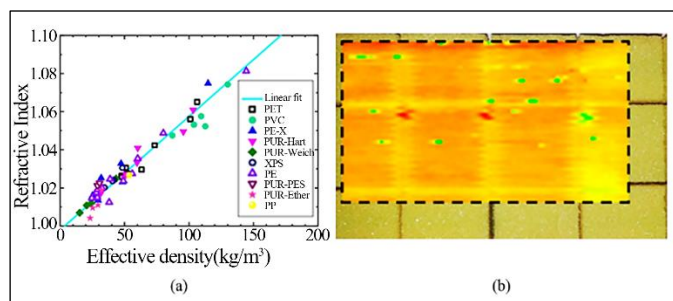 1.10
1.08
1.06
1.04
1.02
1.00
Refractive Index
0
50
100
150
200
Effective density(kg/m³)
Linear fit
PET
PVC
PE-X
PUR-Hart
PUR-Weich
XPS
PE
PUR-PES
PUR-Ether
PP
(a)
(b)